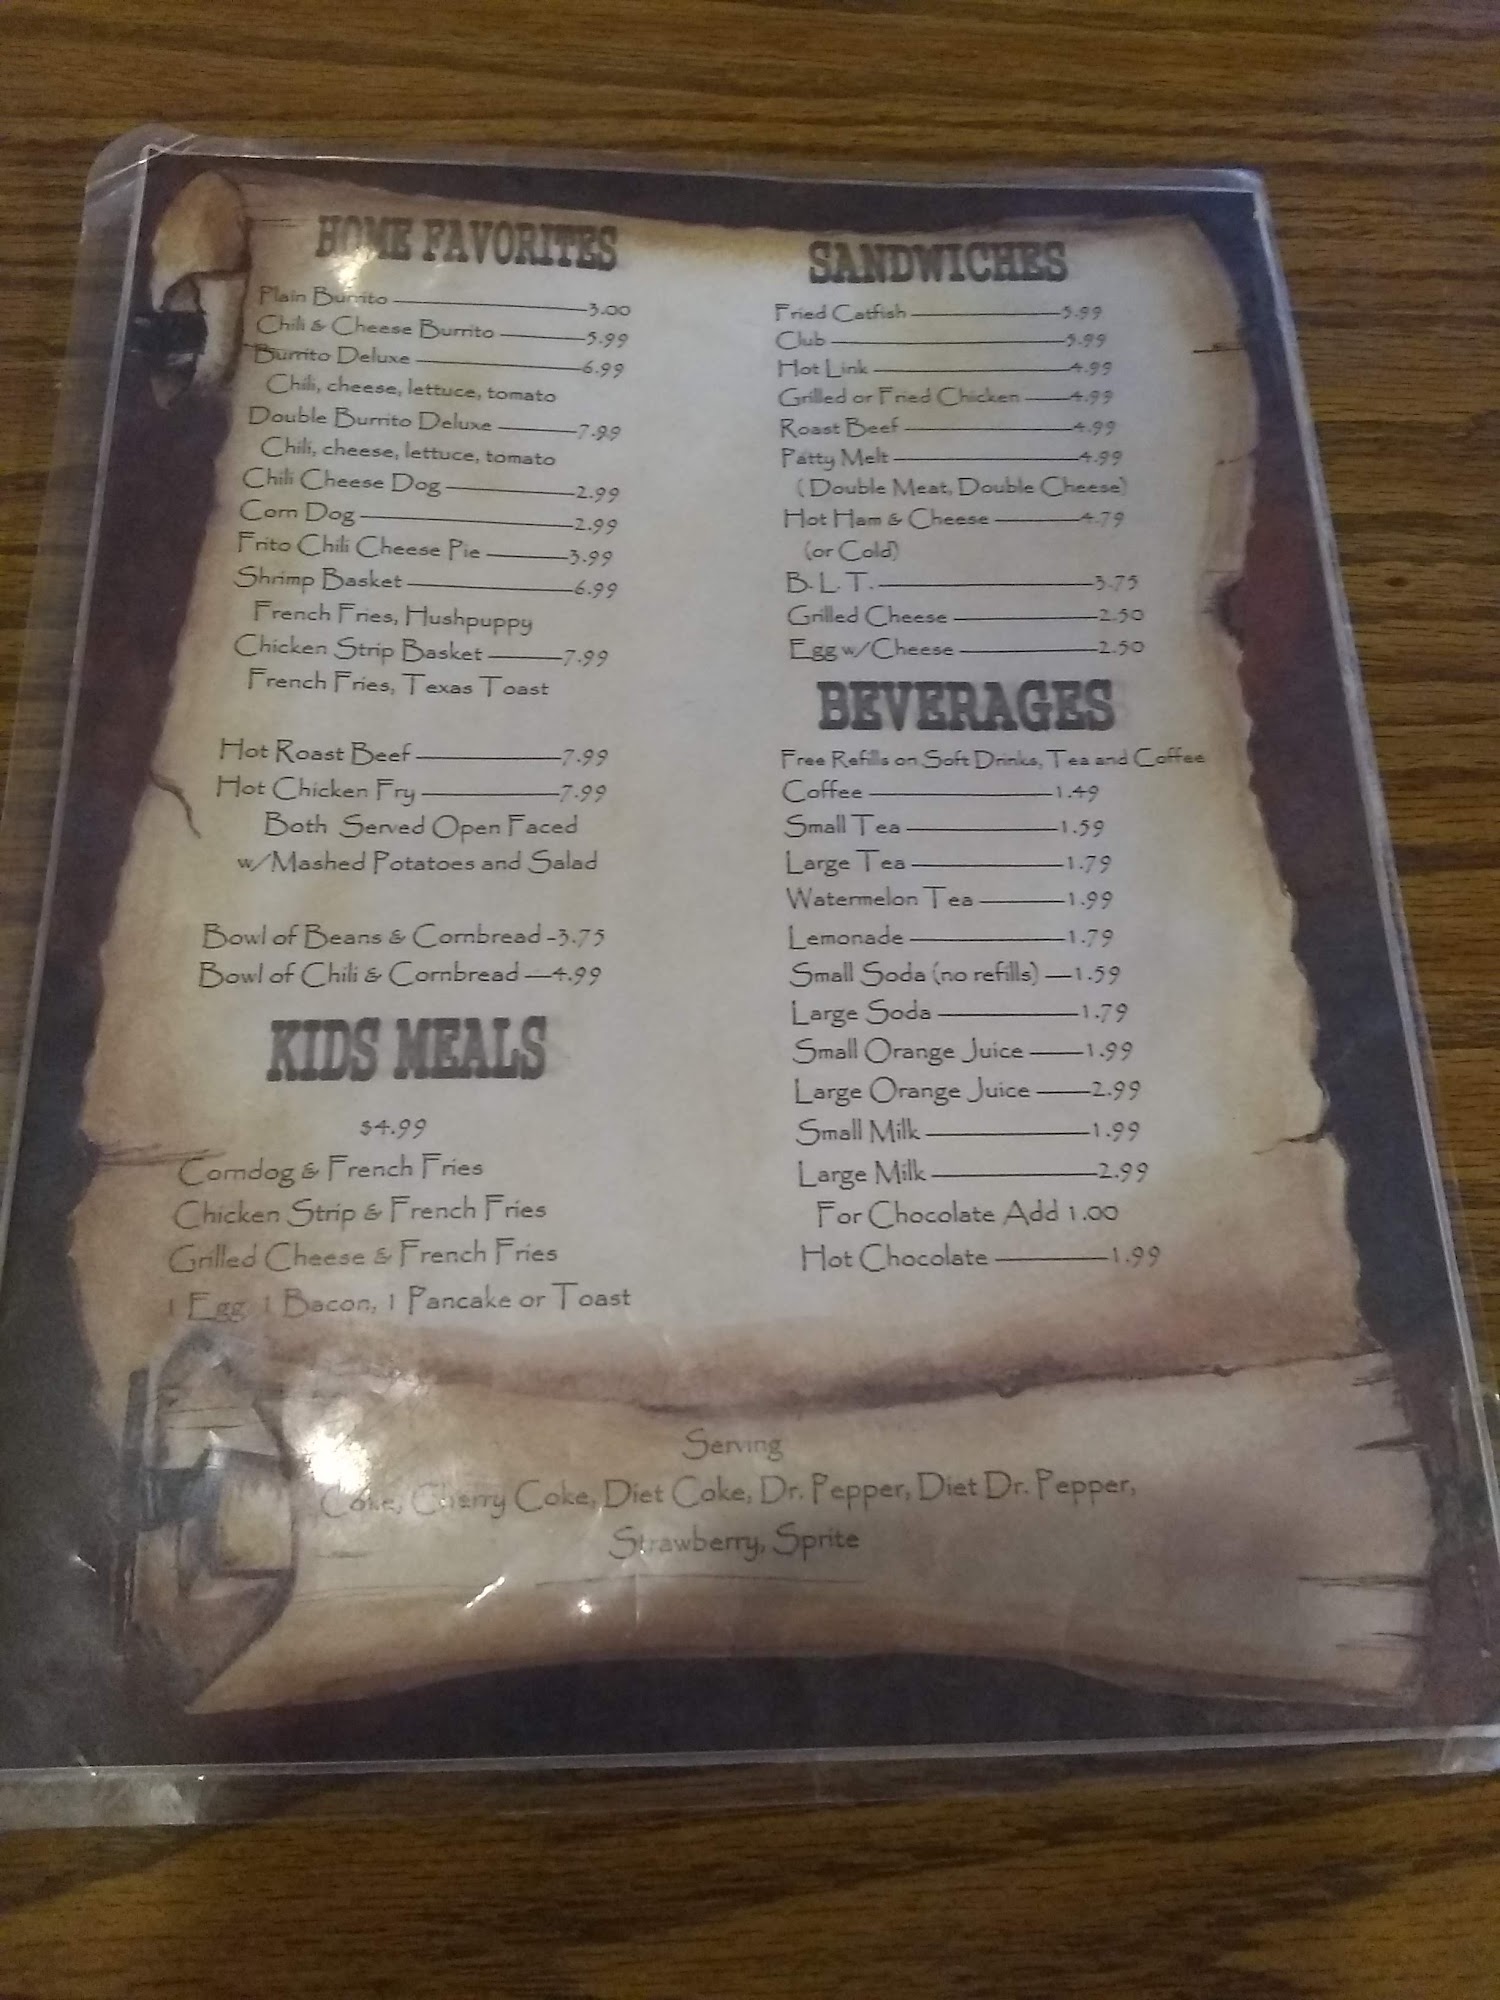 HOME FAVORITES
Plain Burrito 3.00
Chili & Cheese Burrito 5.99
Burrito Deluxe 6.99
Chili, cheese, lettuce, tomato
Double Burrito Deluxe 7.99
Chili, cheese, lettuce, tomato
Chili Cheese Dog 2.99
Corn Dog 2.99
Frito Chili Cheese Pie 3.99
Shrimp Basket 6.99
French Fries, Hushpuppy
Chicken Strip Basket 7.99
French Fries, Texas Toast
Hot Roast Beef 7.99
Hot Chicken Fry 7.99
Both Served Open Faced
w/Mashed Potatoes and Salad
Bowl of Beans & Cornbread -3.75
Bowl of Chili & Cornbread 4.99
KIDS MEALS
$4.99
Corndog & French Fries
Chicken Strip & French Fries
Grilled Cheese & French Fries
1 Egg, 1 Bacon, 1 Pancake or Toast
SANDWICHES
Fried Catfish 5.99
Club 5.99
Hot Link 4.99
Grilled or Fried Chicken 4.99
Roast Beef 4.99
Patty Melt 4.99
( Double Meat, Double Cheese)
Hot Ham & Cheese 4.79
(or Cold)
B. L. T. 3.75
Grilled Cheese 2.50
Egg w/Cheese 2.50
BEVERAGES
Free Refills on Soft Drinks, Tea and Coffee
Coffee 1.49
Small Tea 1.59
Large Tea 1.79
Watermelon Tea 1.99
Lemonade 1.79
Small Soda (no refills) 1.59
Large Soda 1.79
Small Orange Juice 1.99
Large Orange Juice 2.99
Small Milk 1.99
Large Milk 2.99
For Chocolate Add 1.00
Hot Chocolate 1.99
Serving
Coke, Cherry Coke, Diet Coke, Dr. Pepper, Diet Dr. Pepper,
Strawberry, Sprite